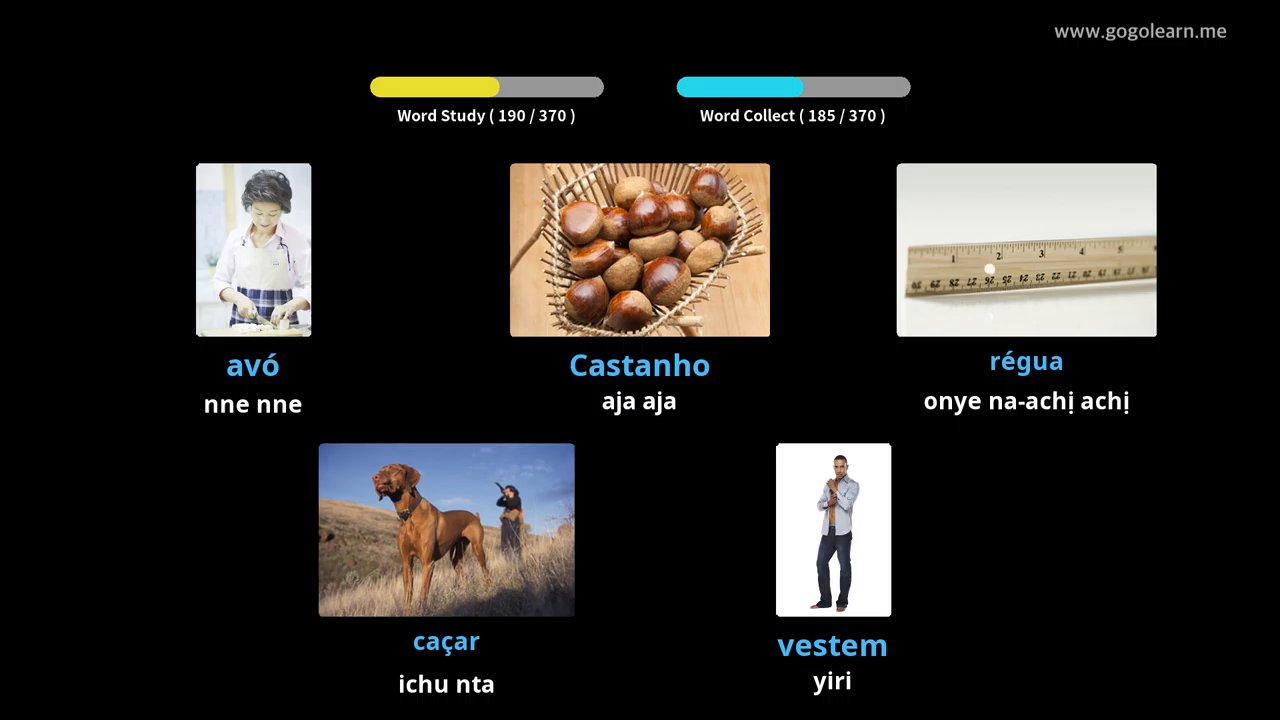 www.gogolearn.me
Word Study ( 190 / 370 )
Word Collect ( 185 / 370 )
avó
nne nne
Castanho
aja aja
régua
onye na-achị achị
caçar
ichu nta
vestem
yiri